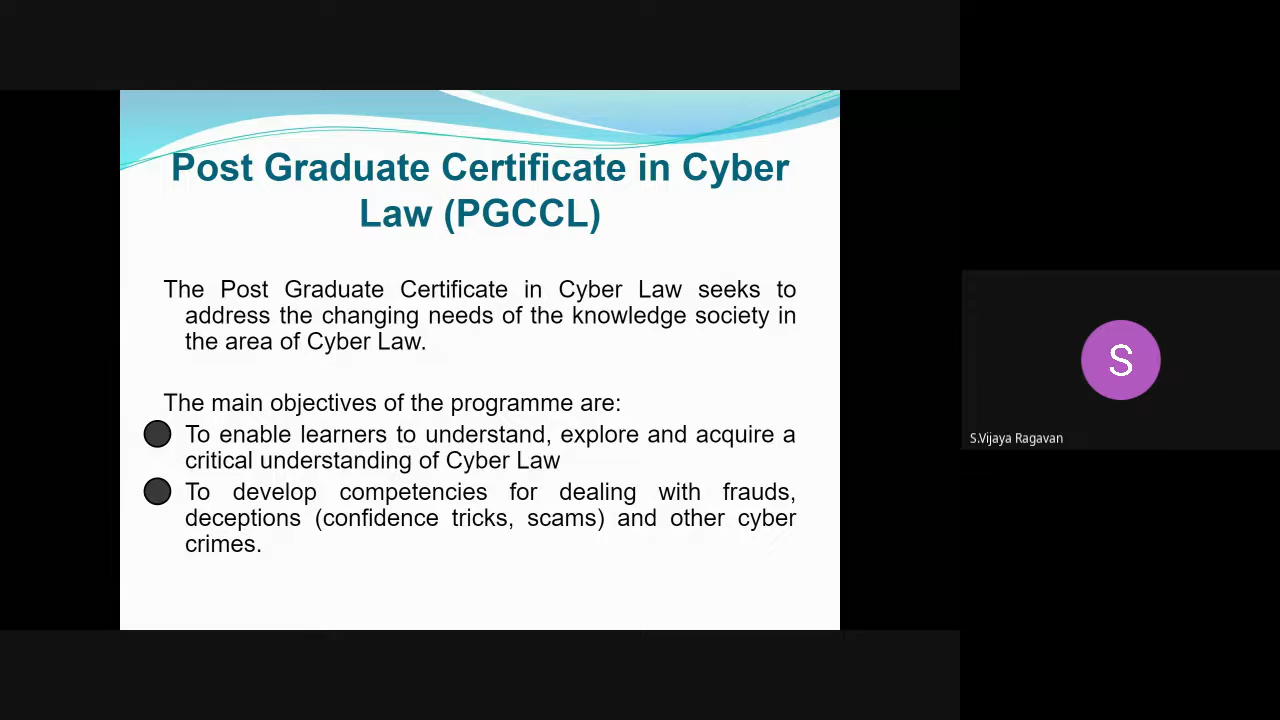 Post Graduate Certificate in Cyber
Law (PGCCL)
The Post Graduate Certificate in Cyber Law seeks to
address the changing needs of the knowledge society in
the area of Cyber Law.
The main objectives of the programme are:
To enable learners to understand, explore and acquire a
critical understanding of Cyber Law
To develop competencies for dealing with frauds,
deceptions (confidence tricks, scams) and other cyber
crimes.
S
S.Vijaya Ragavan